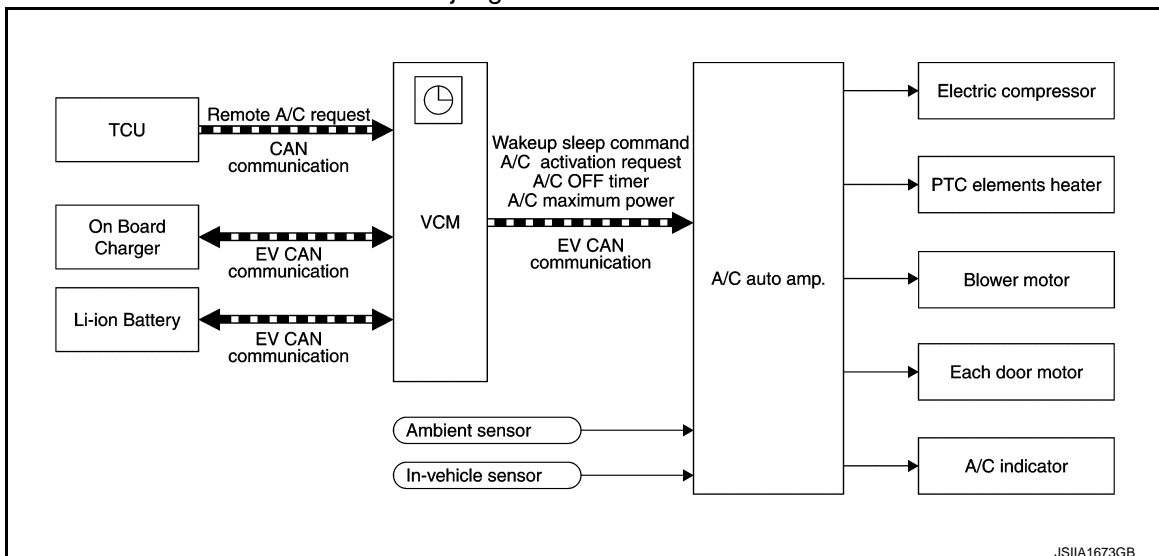 TCU
Remote A/C request
CAN
communication
On Board
Charger
EV CAN
communication
Li-ion Battery
EV CAN
communication
VCM
Wakeup sleep command
A/C activation request
A/C OFF timer
A/C maximum power
EV CAN
communication
Ambient sensor
In-vehicle sensor
A/C auto amp.
Electric compressor
PTC elements heater
Blower motor
Each door motor
A/C indicator
JSIIA1673GB